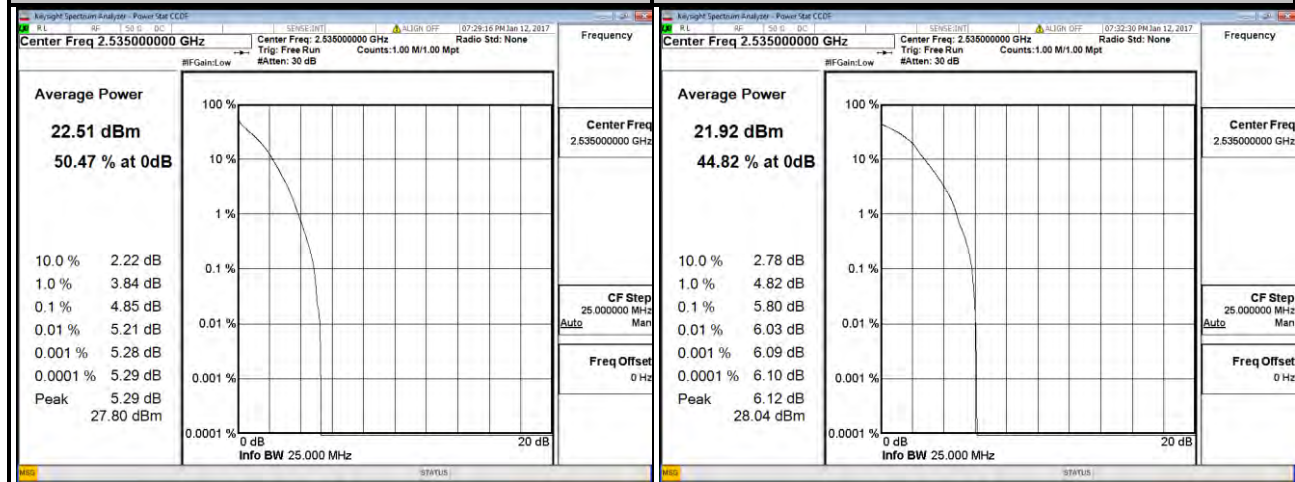 Keysight Spectrum Analyzer - Power Stat CCDF
RL RF 50 Ω DC SENSE:INT ALIGN OFF 07:29:16 PM Jan 12, 2017
Center Freq 2.535000000 GHz
Center Freq: 2.535000000 GHz Radio Std: None
Trig: Free Run Counts:1.00 M/1.00 Mpt
#IFGain:Low #Atten: 30 dB
Frequency
Average Power
22.51 dBm
50.47 % at 0dB
10.0 % 2.22 dB
1.0 % 3.84 dB
0.1 % 4.85 dB
0.01 % 5.21 dB
0.001 % 5.28 dB
0.0001 % 5.29 dB
Peak 5.29 dB
27.80 dBm
100 %
10 %
1 %
0.1 %
0.01 %
0.001 %
0.0001 %
0 dB 20 dB
Info BW 25.000 MHz
Center Freq
2.535000000 GHz
CF Step
25.000000 MHz
Auto Man
Freq Offset
0 Hz
MSG STATUS
Keysight Spectrum Analyzer - Power Stat CCDF
RL RF 50 Ω DC SENSE:INT ALIGN OFF 07:32:30 PM Jan 12, 2017
Center Freq 2.535000000 GHz
Center Freq: 2.535000000 GHz Radio Std: None
Trig: Free Run Counts:1.00 M/1.00 Mpt
#IFGain:Low #Atten: 30 dB
Frequency
Average Power
21.92 dBm
44.82 % at 0dB
10.0 % 2.78 dB
1.0 % 4.82 dB
0.1 % 5.80 dB
0.01 % 6.03 dB
0.001 % 6.09 dB
0.0001 % 6.10 dB
Peak 6.12 dB
28.04 dBm
100 %
10 %
1 %
0.1 %
0.01 %
0.001 %
0.0001 %
0 dB 20 dB
Info BW 25.000 MHz
Center Freq
2.535000000 GHz
CF Step
25.000000 MHz
Auto Man
Freq Offset
0 Hz
MSG STATUS